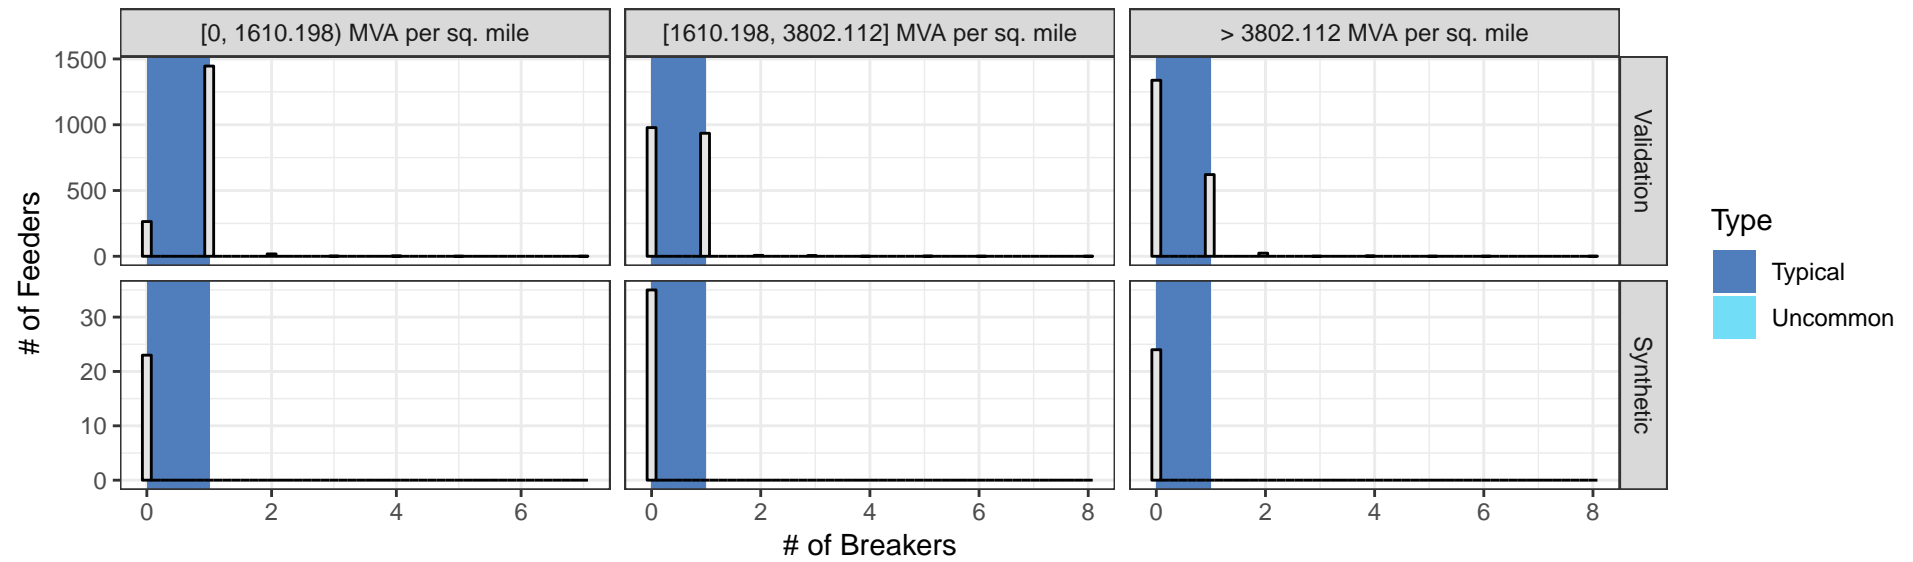 [0, 1610.198) MVA per sq. mile
[1610.198, 3802.112] MVA per sq. mile
> 3802.112 MVA per sq. mile
1500
1000
500
0
Validation
30
20
10
0
Synthetic
# of Feeders
0 2 4 6
0 2 4 6 8
0 2 4 6 8
# of Breakers
Type
Typical
Uncommon